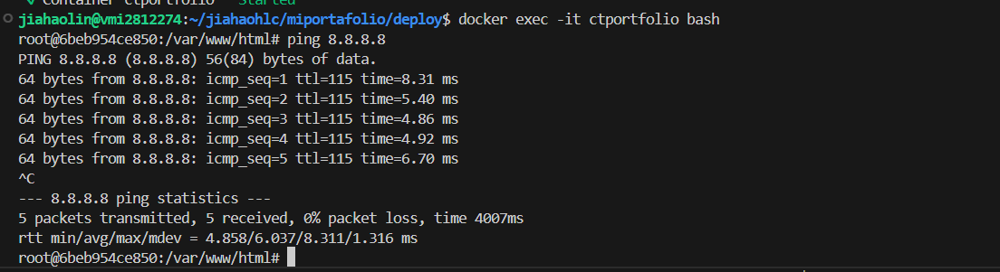 ✓ Container ctportfolio Started
jiahaolin@vmi2812274:~/jiahaohlc/miportafolio/deploy$ docker exec -it ctportfolio bash
root@6beb954ce850:/var/www/html# ping 8.8.8.8
PING 8.8.8.8 (8.8.8.8) 56(84) bytes of data.
64 bytes from 8.8.8.8: icmp_seq=1 ttl=115 time=8.31 ms
64 bytes from 8.8.8.8: icmp_seq=2 ttl=115 time=5.40 ms
64 bytes from 8.8.8.8: icmp_seq=3 ttl=115 time=4.86 ms
64 bytes from 8.8.8.8: icmp_seq=4 ttl=115 time=4.92 ms
64 bytes from 8.8.8.8: icmp_seq=5 ttl=115 time=6.70 ms
^C
--- 8.8.8.8 ping statistics ---
5 packets transmitted, 5 received, 0% packet loss, time 4007ms
rtt min/avg/max/mdev = 4.858/6.037/8.311/1.316 ms
root@6beb954ce850:/var/www/html#